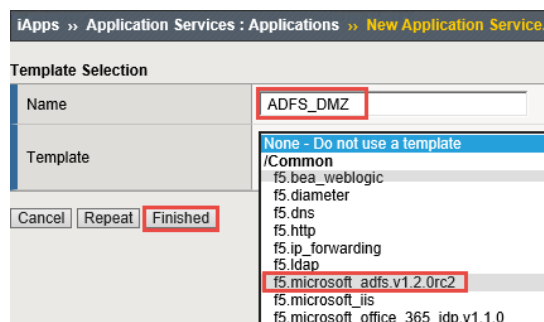 iApps » Application Services : Applications » New Application Service.
Template Selection
Name
ADFS_DMZ
Template
None - Do not use a template
/Common
f5.bea_weblogic
f5.diameter
f5.dns
f5.http
f5.ip_forwarding
f5.ldap
f5.microsoft_adfs.v1.2.0rc2
f5.microsoft_iis
f5.microsoft_office_365_idp.v1.1.0
Cancel Repeat Finished